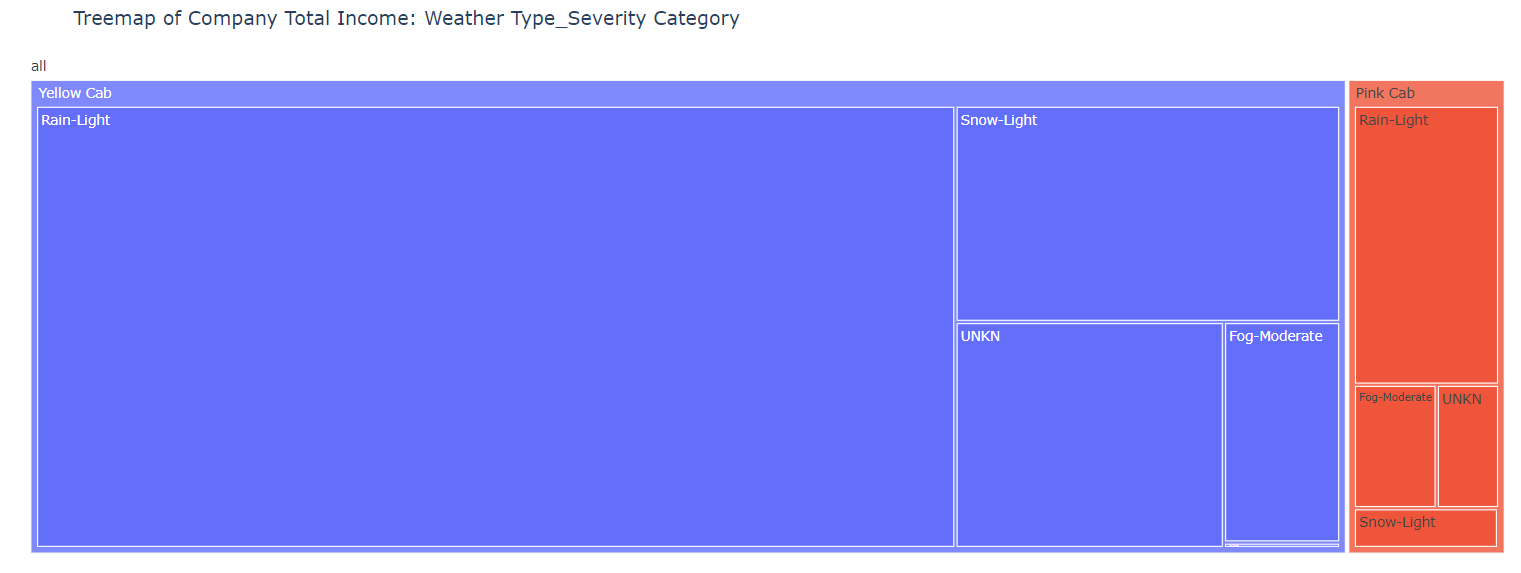 Treemap of Company Total Income: Weather Type_Severity Category
all
Yellow Cab
Rain-Light
Snow-Light
UNKN
Fog-Moderate
Pink Cab
Rain-Light
Fog-Moderate
UNKN
Snow-Light